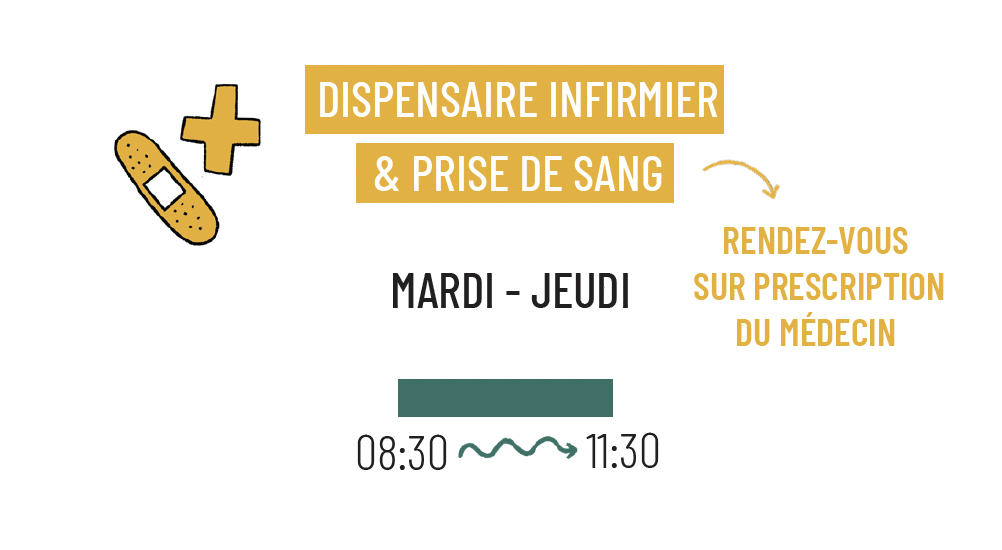 DISPENSAIRE INFIRMIER
& PRISE DE SANG
RENDEZ-VOUS
SUR PRESCRIPTION
DU MÉDECIN
MARDI - JEUDI
08:30 11:30